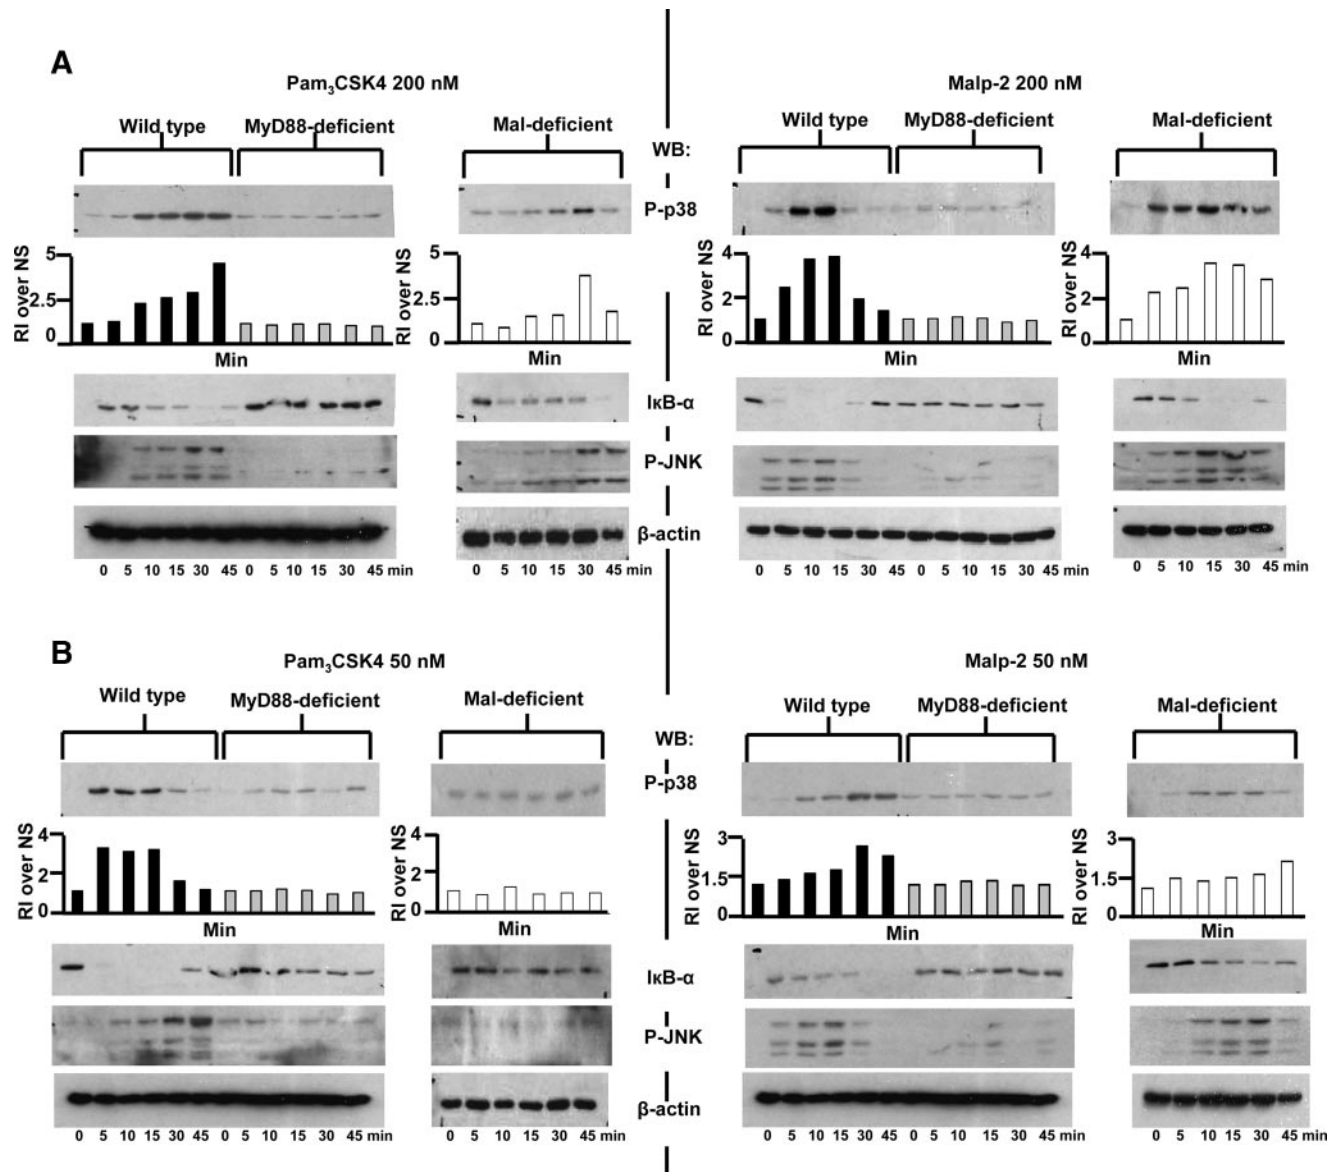 A
Pam₃CSK4 200 nM
Malp-2 200 nM
Wild type
MyD88-deficient
Mal-deficient
WB:
Wild type
MyD88-deficient
Mal-deficient
P-p38
RI over NS
5
2.5
0
RI over NS
5
2.5
0
RI over NS
4
2
0
RI over NS
4
2
0
Min
Min
Min
Min
IκB-α
P-JNK
β-actin
0 5 10 15 30 45 0 5 10 15 30 45 min
0 5 10 15 30 45 min
0 5 10 15 30 45 0 5 10 15 30 45 min
0 5 10 15 30 45 min
B
Pam₃CSK4 50 nM
Malp-2 50 nM
Wild type
MyD88-deficient
Mal-deficient
WB:
Wild type
MyD88-deficient
Mal-deficient
P-p38
RI over NS
4
2
0
RI over NS
4
2
0
RI over NS
3
1.5
0
RI over NS
3
1.5
0
Min
Min
Min
Min
IκB-α
P-JNK
β-actin
0 5 10 15 30 45 0 5 10 15 30 45 min
0 5 10 15 30 45 min
0 5 10 15 30 45 0 5 10 15 30 45 min
0 5 10 15 30 45 min